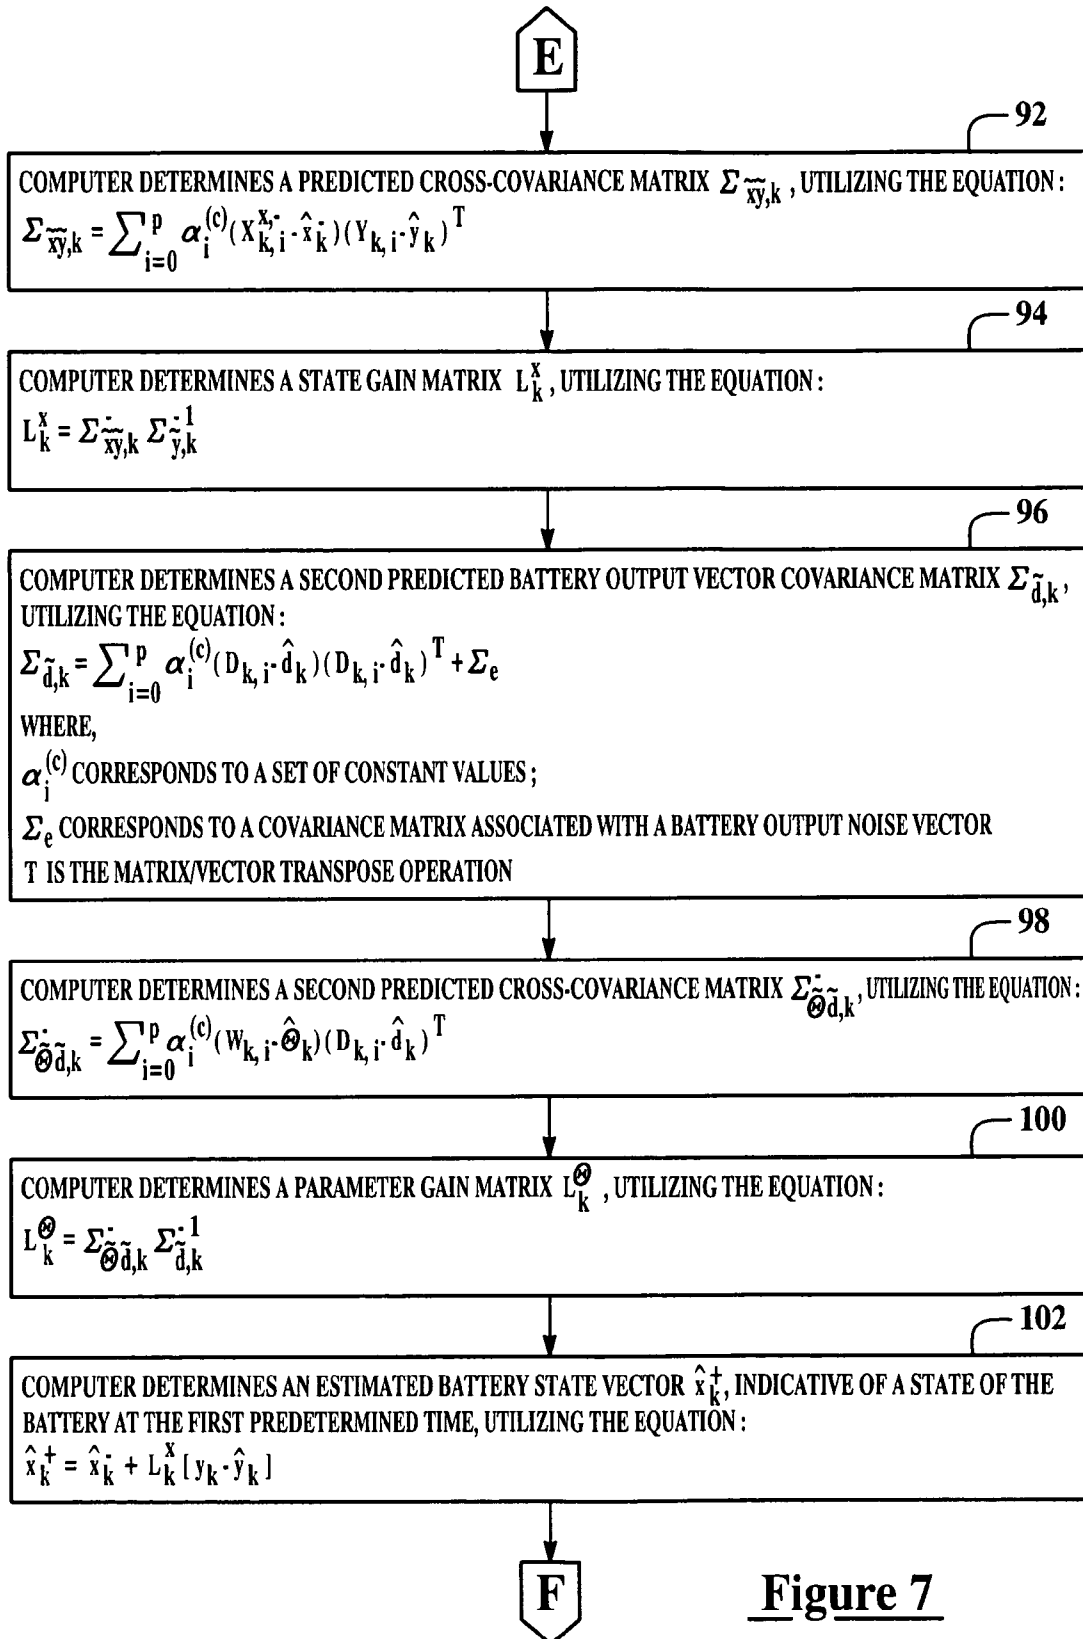 E
92
COMPUTER DETERMINES A PREDICTED CROSS-COVARIANCE MATRIX Σ_{x̃ỹ,k}, UTILIZING THE EQUATION :
Σ_{x̃ỹ,k} = ∑_{i=0}^{p} α_i^{(c)} (X_{k,i}^{x,-} - x̂_k^-) (Y_{k,i} - ŷ_k)^T
94
COMPUTER DETERMINES A STATE GAIN MATRIX L_k^x, UTILIZING THE EQUATION :
L_k^x = Σ_{x̃ỹ,k}^- Σ_{ỹ,k}^{-1}
96
COMPUTER DETERMINES A SECOND PREDICTED BATTERY OUTPUT VECTOR COVARIANCE MATRIX Σ_{d̃,k},
UTILIZING THE EQUATION :
Σ_{d̃,k} = ∑_{i=0}^{p} α_i^{(c)} (D_{k,i} - d̂_k) (D_{k,i} - d̂_k)^T + Σ_e
WHERE,
α_i^{(c)} CORRESPONDS TO A SET OF CONSTANT VALUES ;
Σ_e CORRESPONDS TO A COVARIANCE MATRIX ASSOCIATED WITH A BATTERY OUTPUT NOISE VECTOR
T IS THE MATRIX/VECTOR TRANSPOSE OPERATION
98
COMPUTER DETERMINES A SECOND PREDICTED CROSS-COVARIANCE MATRIX Σ_{Θ̃d̃,k}^-, UTILIZING THE EQUATION :
Σ_{Θ̃d̃,k}^- = ∑_{i=0}^{p} α_i^{(c)} (W_{k,i} - Θ̂_k) (D_{k,i} - d̂_k)^T
100
COMPUTER DETERMINES A PARAMETER GAIN MATRIX L_k^Θ, UTILIZING THE EQUATION :
L_k^Θ = Σ_{Θ̃d̃,k}^- Σ_{d̃,k}^{-1}
102
COMPUTER DETERMINES AN ESTIMATED BATTERY STATE VECTOR x̂_k^+, INDICATIVE OF A STATE OF THE
BATTERY AT THE FIRST PREDETERMINED TIME, UTILIZING THE EQUATION :
x̂_k^+ = x̂_k^- + L_k^x [ y_k - ŷ_k ]
F
Figure 7